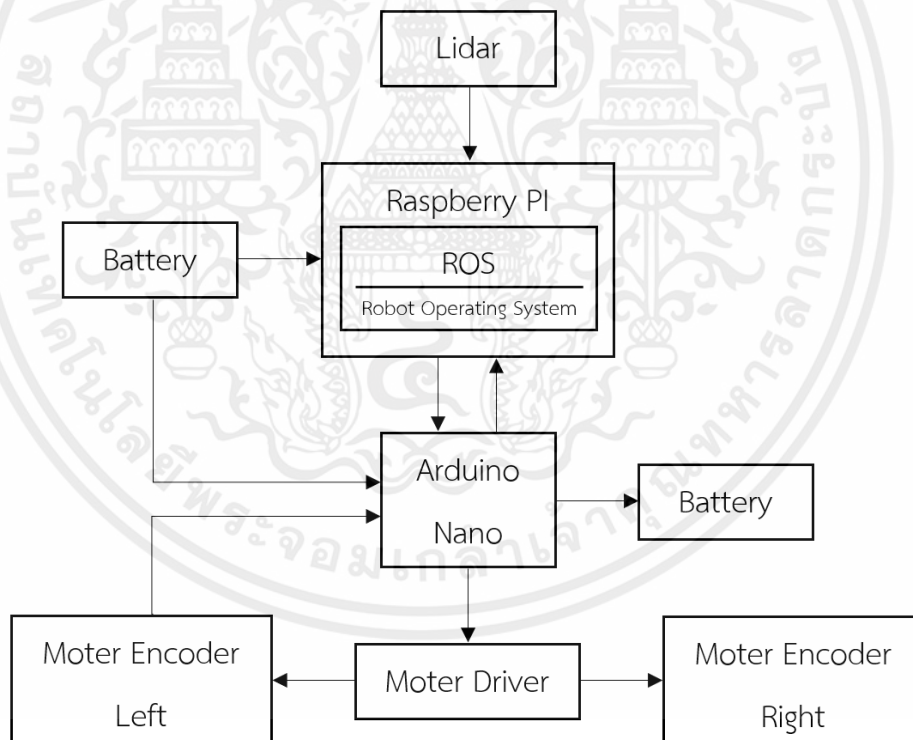 Lidar
Raspberry PI
Battery
ROS
Robot Operating System
Arduino
Nano
Battery
Moter Encoder
Left
Moter Driver
Moter Encoder
Right